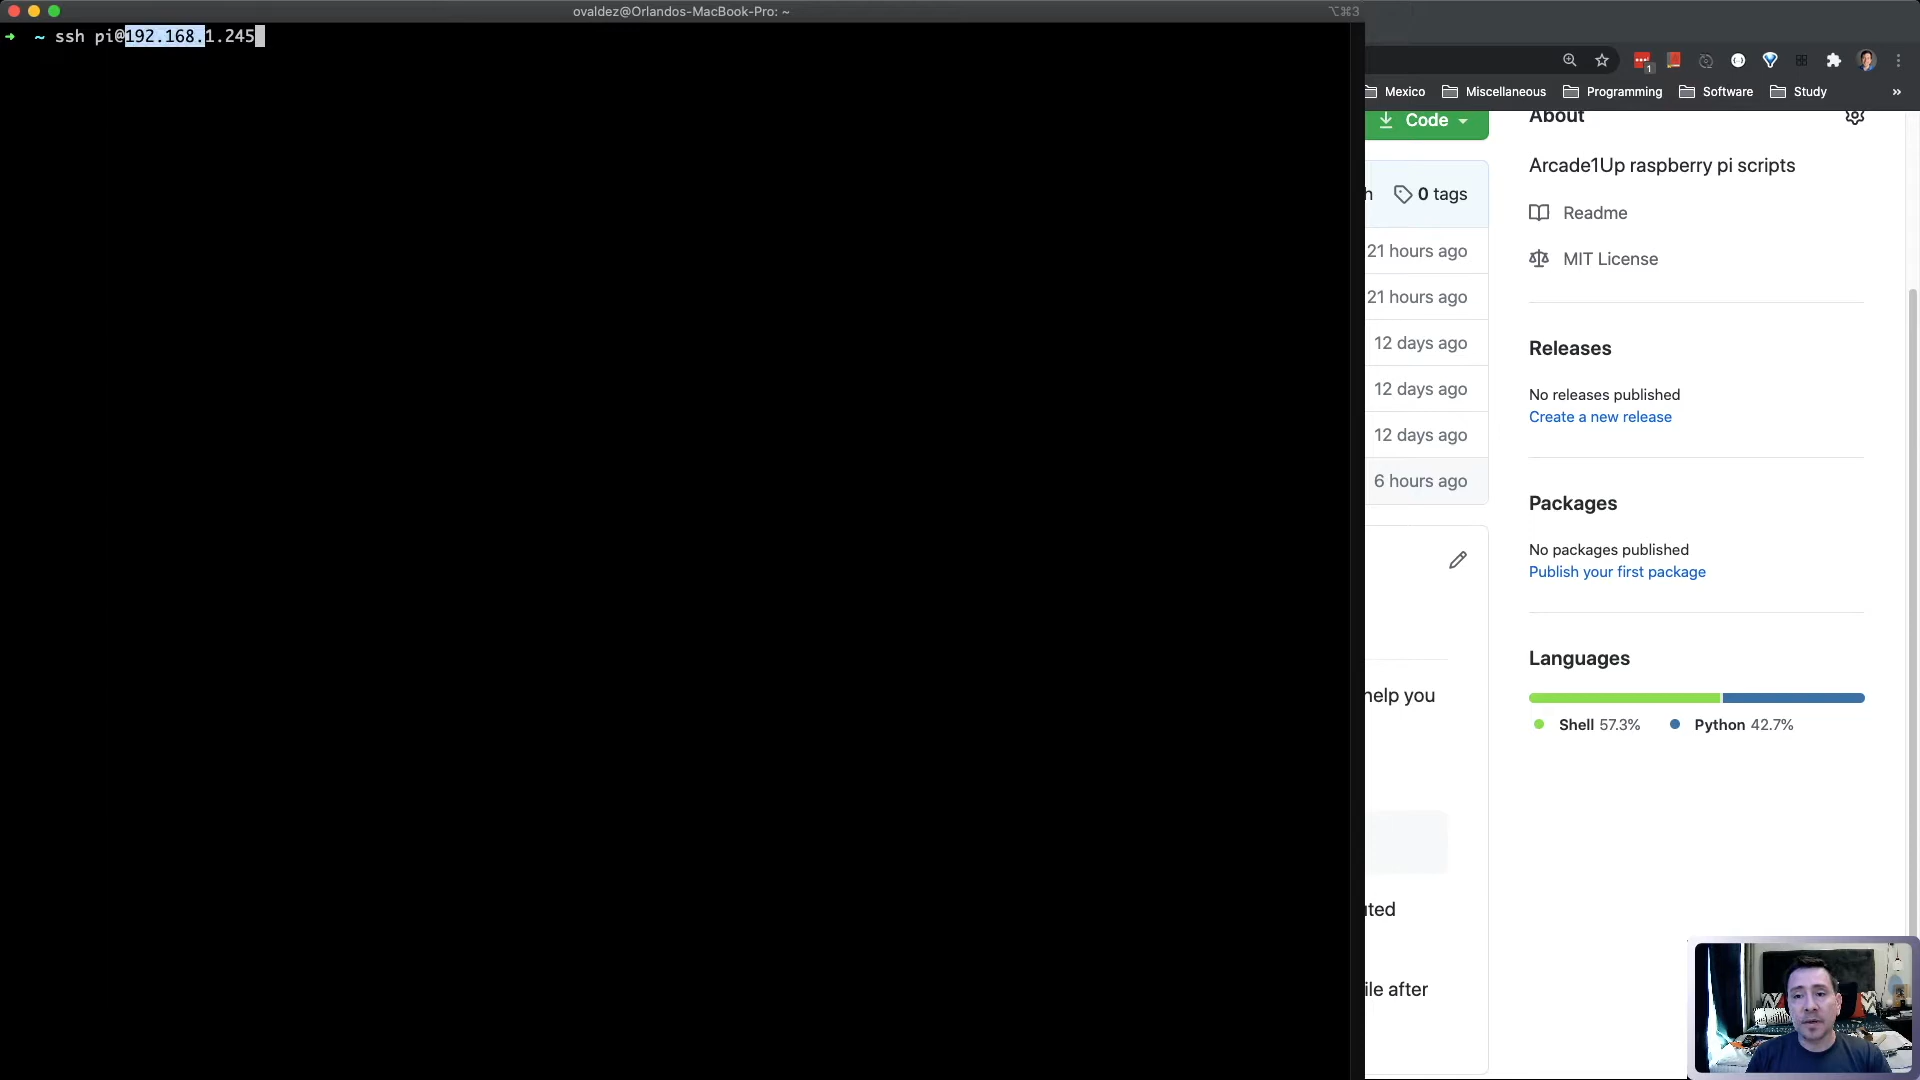 ovaldez@Orlandos-MacBook-Pro: ~
⌥⌘3
➜ ~ ssh pi@192.168.1.245
1
Mexico
Miscellaneous
Programming
Software
Study
»
Code
About
Arcade1Up raspberry pi scripts
0 tags
Readme
21 hours ago
MIT License
21 hours ago
12 days ago
Releases
12 days ago
No releases published
Create a new release
12 days ago
6 hours ago
Packages
No packages published
Publish your first package
Languages
help you
Shell 57.3%
Python 42.7%
ile after